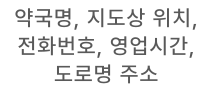 약국명, 지도상 위치,
전화번호, 영업시간,
도로명 주소